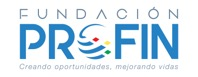 FUNDACIÓN
PROFIN
Creando oportunidades, mejorando vidas